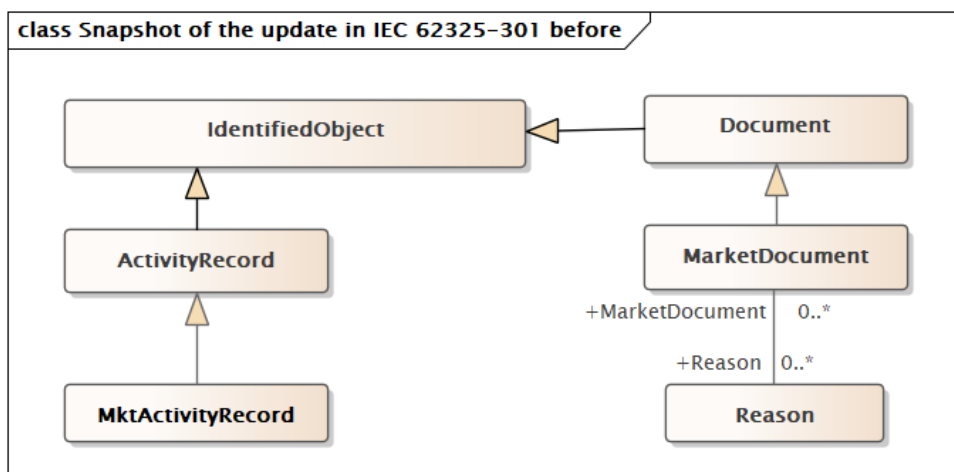 class Snapshot of the update in IEC 62325-301 before
IdentifiedObject
Document
ActivityRecord
MarketDocument
+MarketDocument 0..*
+Reason 0..*
MktActivityRecord
Reason